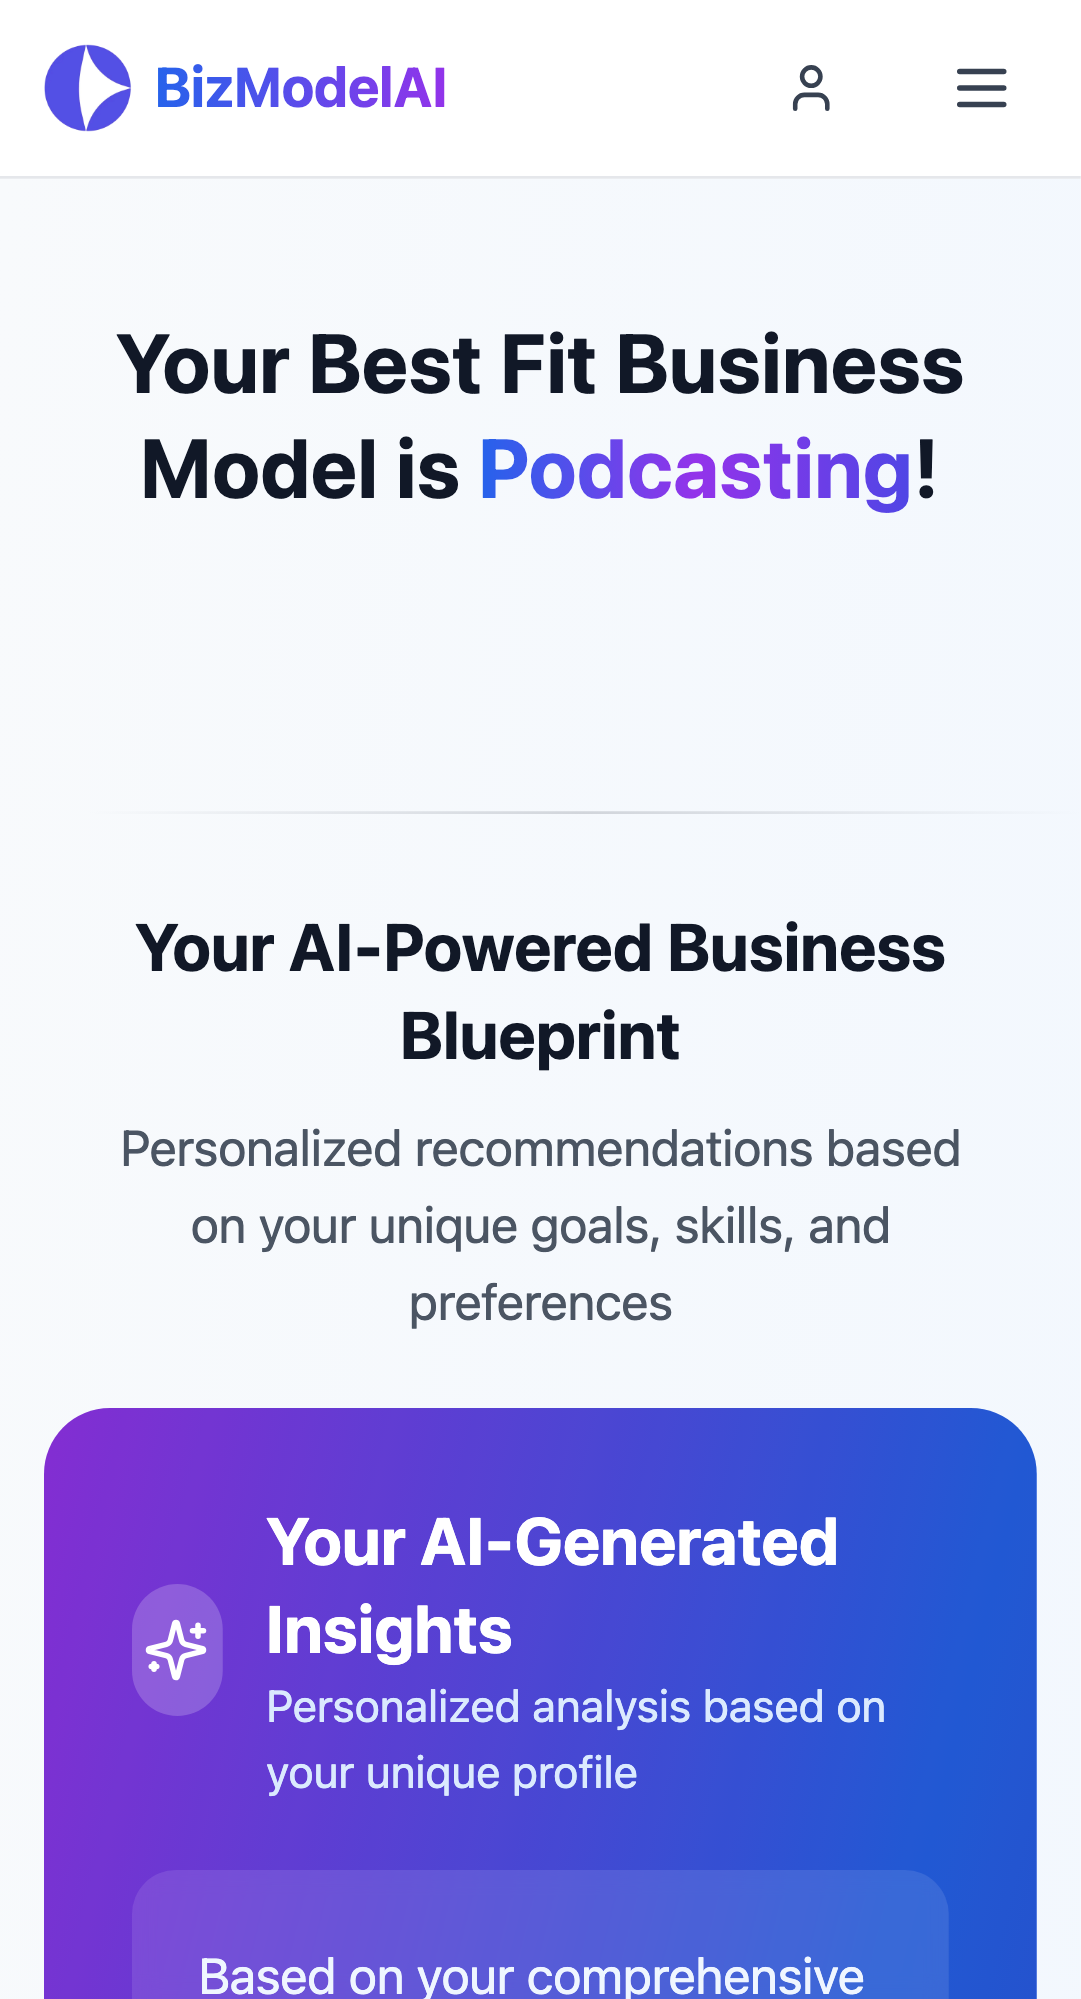 BizModelAI
Your Best Fit Business
Model is Podcasting!
Your AI-Powered Business
Blueprint
Personalized recommendations based
on your unique goals, skills, and
preferences
Your AI-Generated
Insights
Personalized analysis based on
your unique profile
Based on your comprehensive